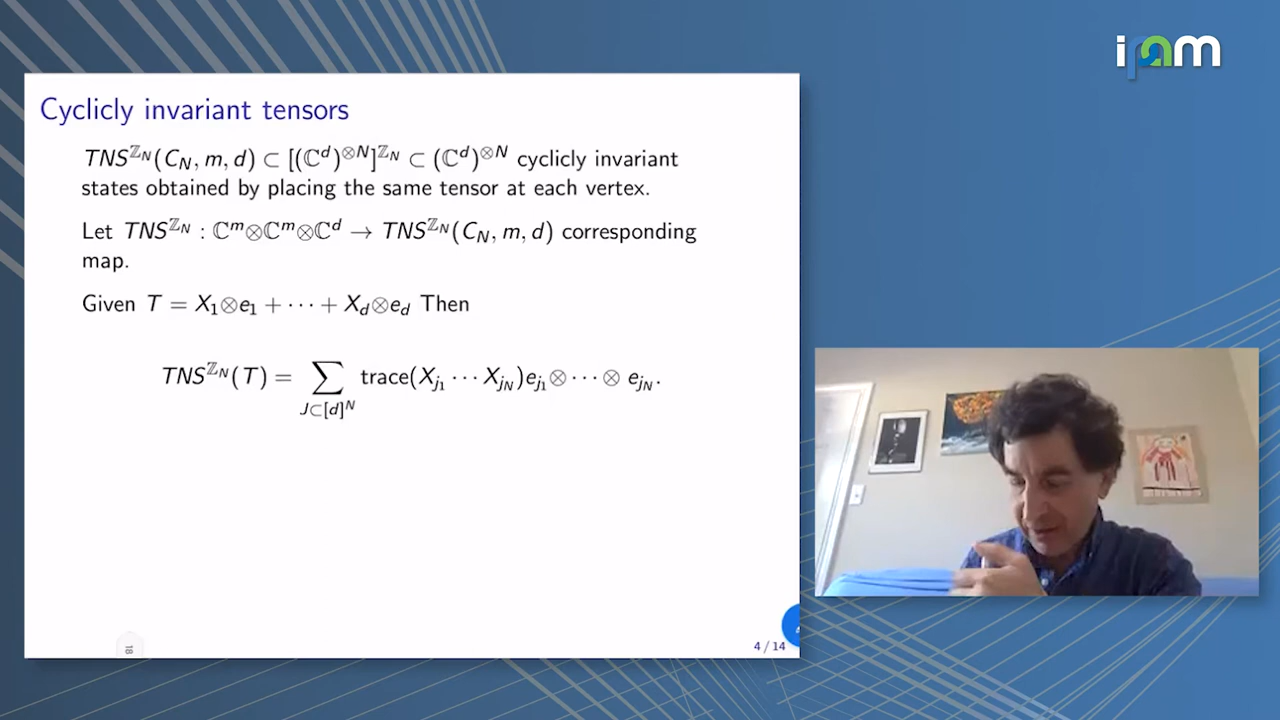 ipam
Cyclicly invariant tensors
TNS^{ℤ_N}(C_N, m, d) ⊂ [(ℂ^d)^{⊗N}]^{ℤ_N} ⊂ (ℂ^d)^{⊗N} cyclicly invariant
states obtained by placing the same tensor at each vertex.
Let TNS^{ℤ_N} : ℂ^m⊗ℂ^m⊗ℂ^d → TNS^{ℤ_N}(C_N, m, d) corresponding
map.
Given T = X_1⊗e_1 + ··· + X_d⊗e_d Then
TNS^{ℤ_N}(T) = ∑_{J⊂[d]^N} trace(X_{j_1} ··· X_{j_N})e_{j_1}⊗ ··· ⊗ e_{j_N}.
4 / 14